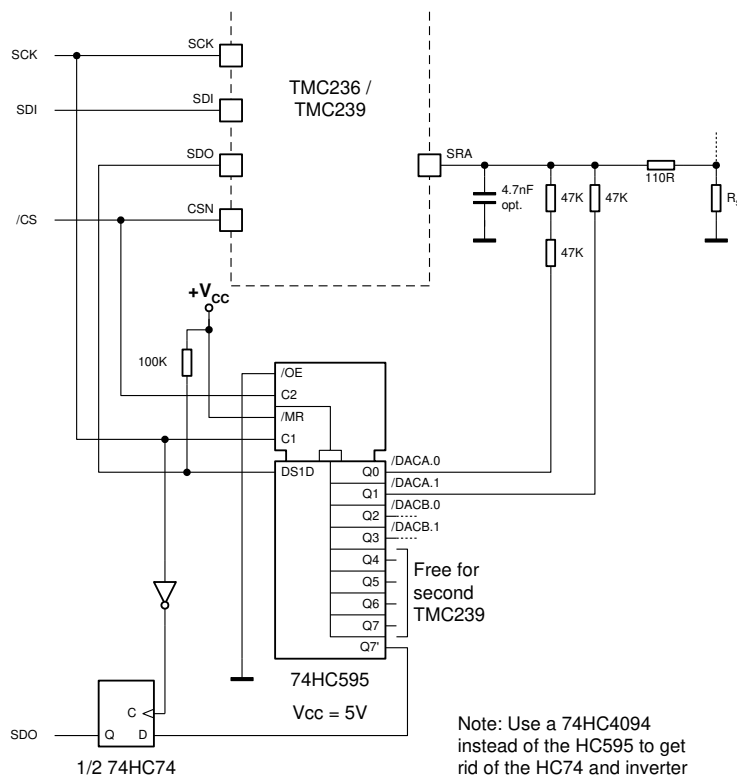 SCK
SCK
TMC236 /
TMC239
SDI
SDI
SDO
SRA
/CS
CSN
4.7nF
opt.
47K
47K
110R
47K
+VCC
100K
/OE
C2
/MR
C1
DS1D
Q0
/DACA.0
Q1
/DACA.1
Q2
/DACB.0
Q3
/DACB.1
Q4
Q5
Q6
Q7
Q7'
Free for
second
TMC239
74HC595
Vcc = 5V
SDO
Q
C
D
1/2 74HC74
Note: Use a 74HC4094
instead of the HC595 to get
rid of the HC74 and inverter